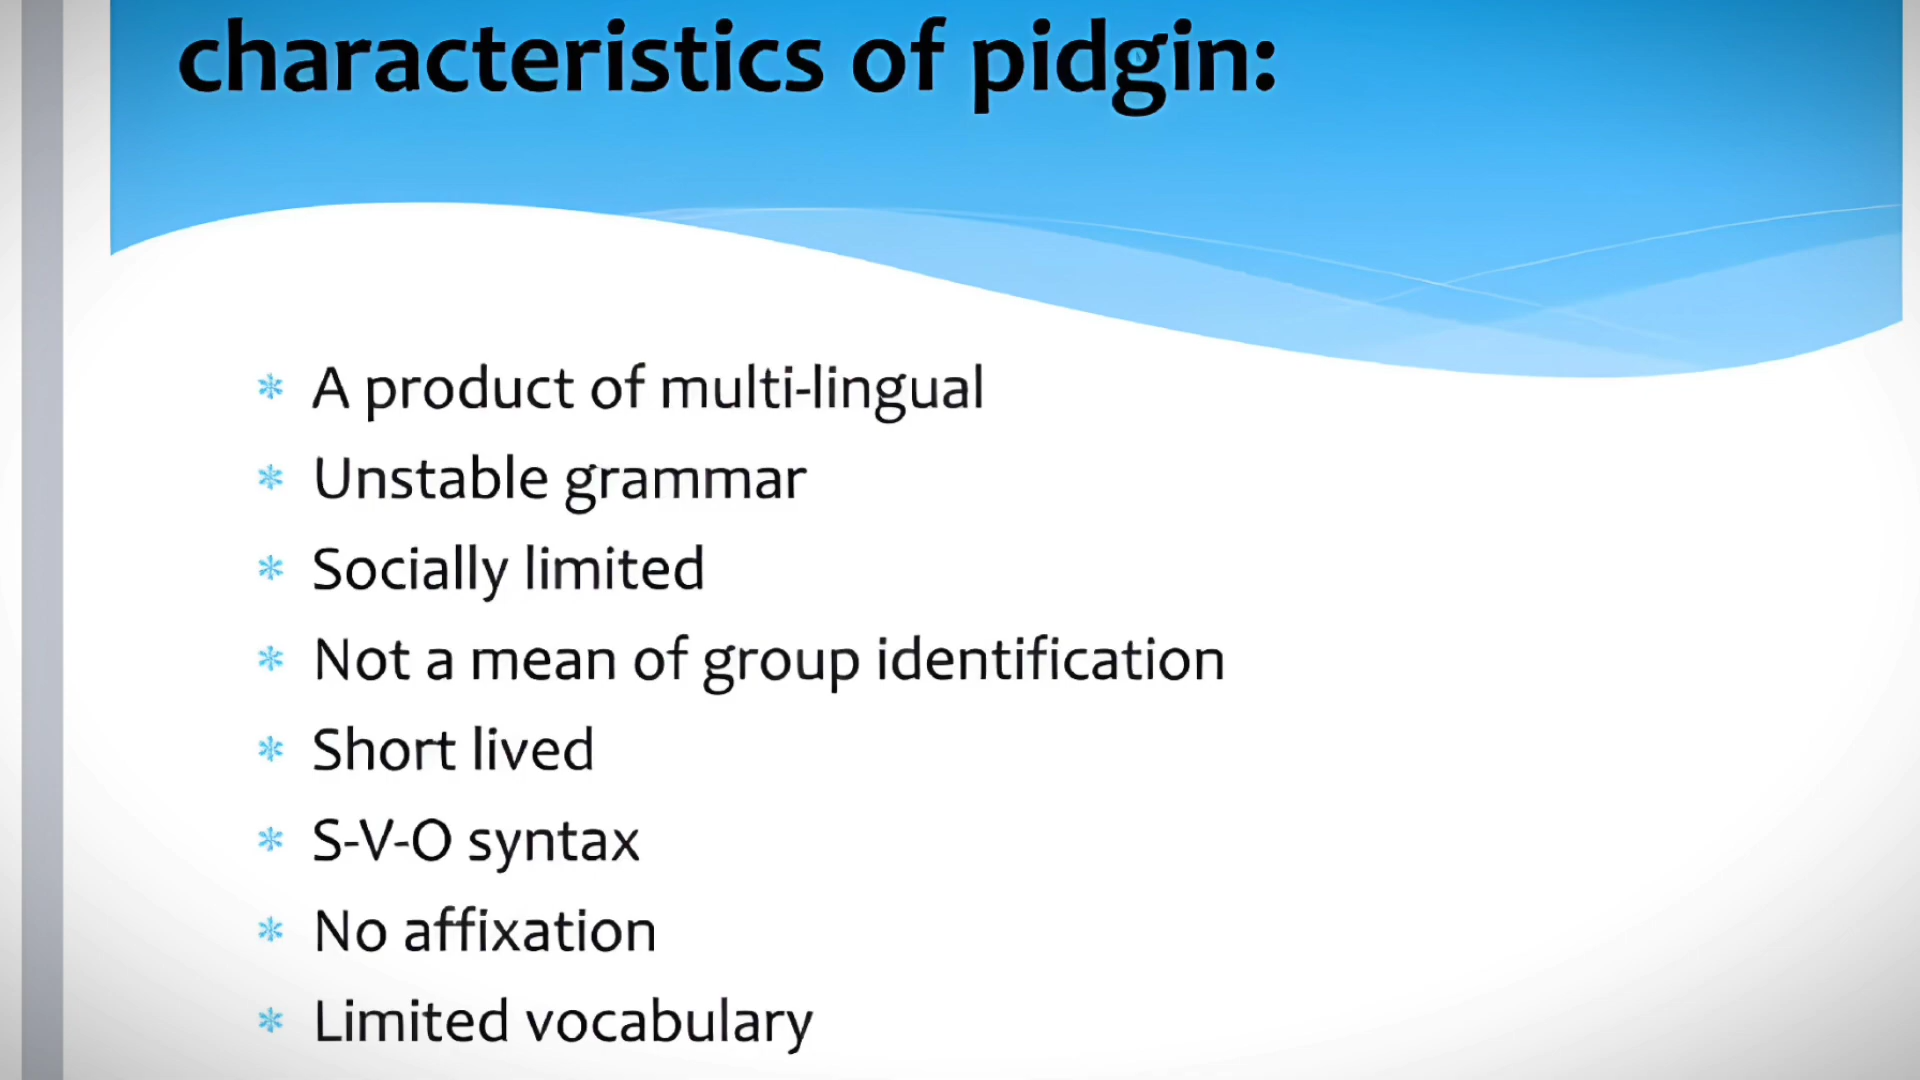 characteristics of pidgin:
* A product of multi-lingual
* Unstable grammar
* Socially limited
* Not a mean of group identification
* Short lived
* S-V-O syntax
* No affixation
* Limited vocabulary